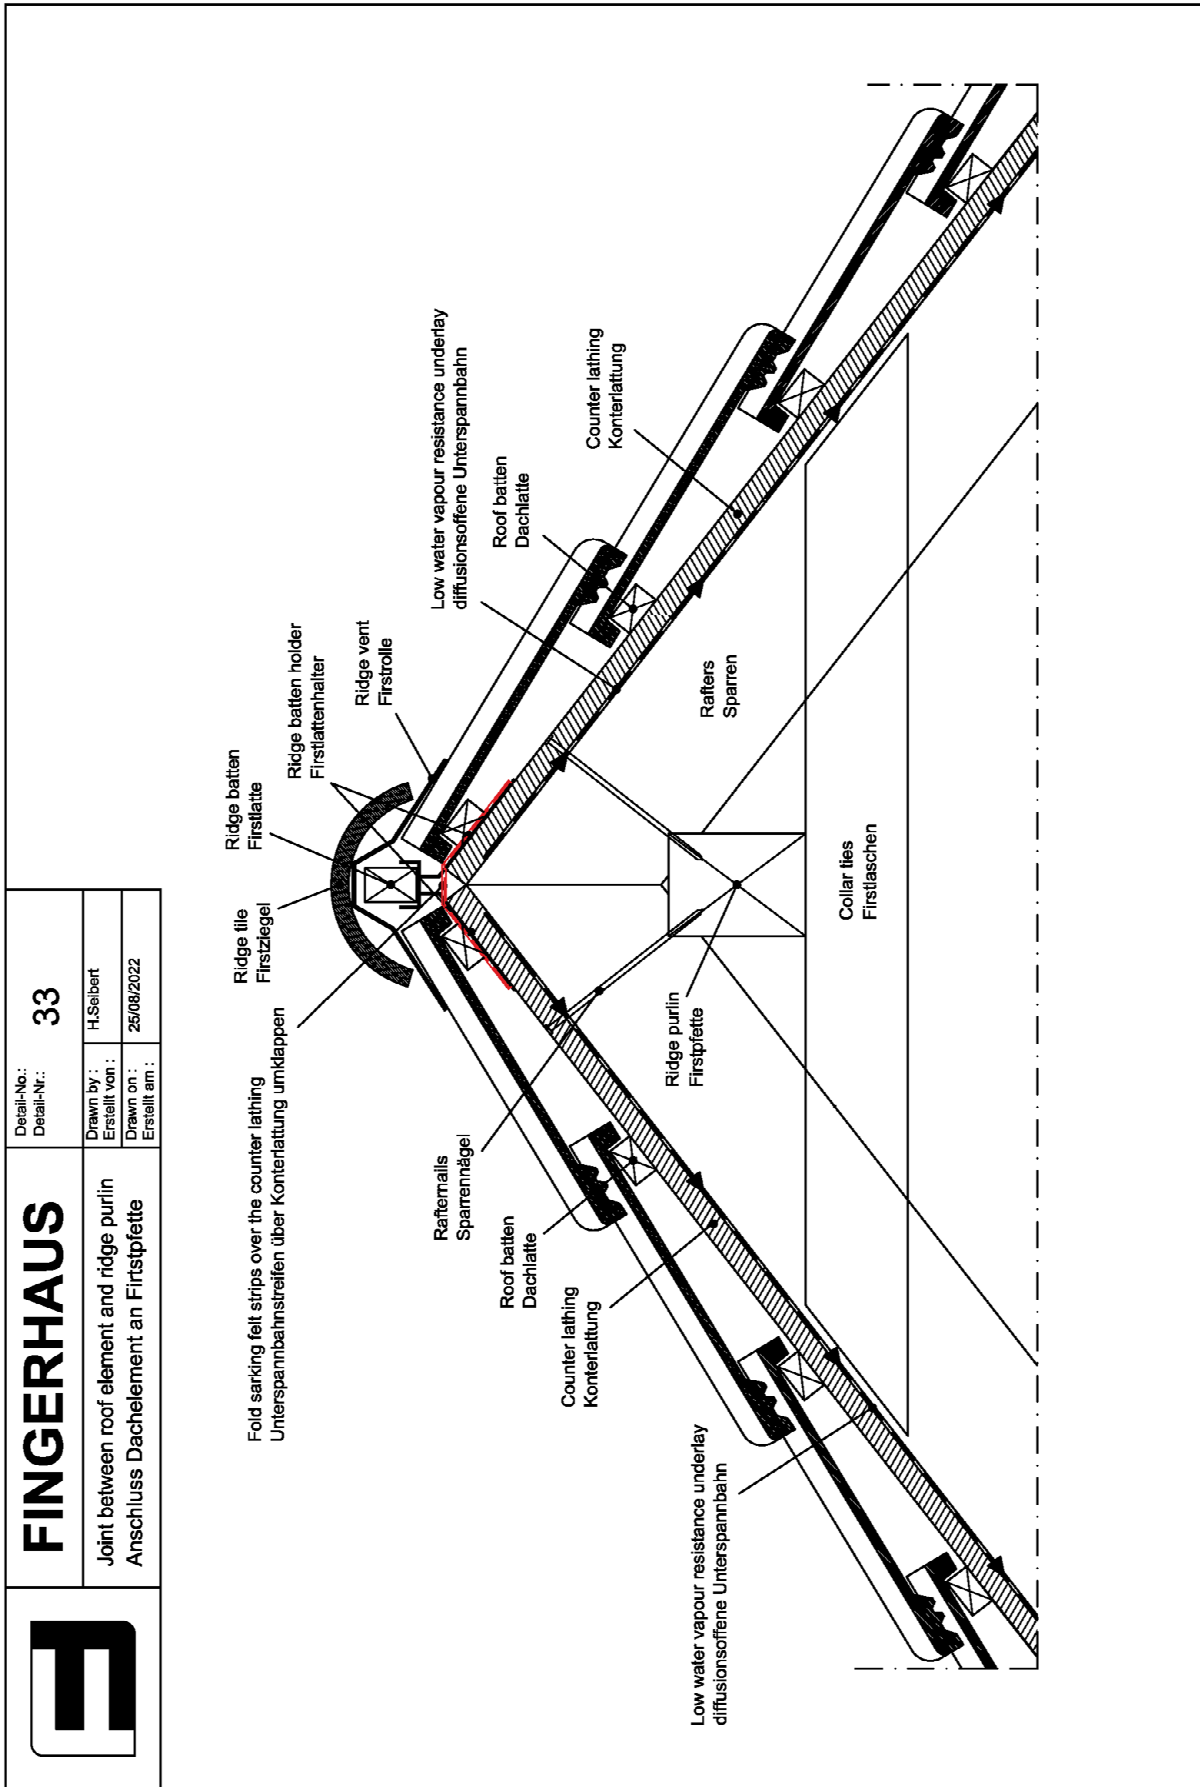 FINGERHAUS
Joint between roof element and ridge purlin
Anschluss Dachelement an Firtstpfette
Detail-No.:
Detail-Nr.:
33
Drawn by :
Erstellt von :
H.Seibert
Drawn on :
Erstellt am :
25/08/2022
Fold sarking felt strips over the counter lathing
Unterspannbahnstreifen über Konterlattung umklappen
Ridge tile
Firstziegel
Ridge batten
Firstlatte
Ridge batten holder
Firstlattenhalter
Ridge vent
Firstrolle
Low water vapour resistance underlay
diffusionsoffene Unterspannbahn
Roof batten
Dachlatte
Counter lathing
Konterlattung
Rafternails
Sparrennägel
Roof batten
Dachlatte
Counter lathing
Konterlattung
Low water vapour resistance underlay
diffusionsoffene Unterspannbahn
Ridge purlin
Firstpfette
Rafters
Sparren
Collar ties
Firstlaschen